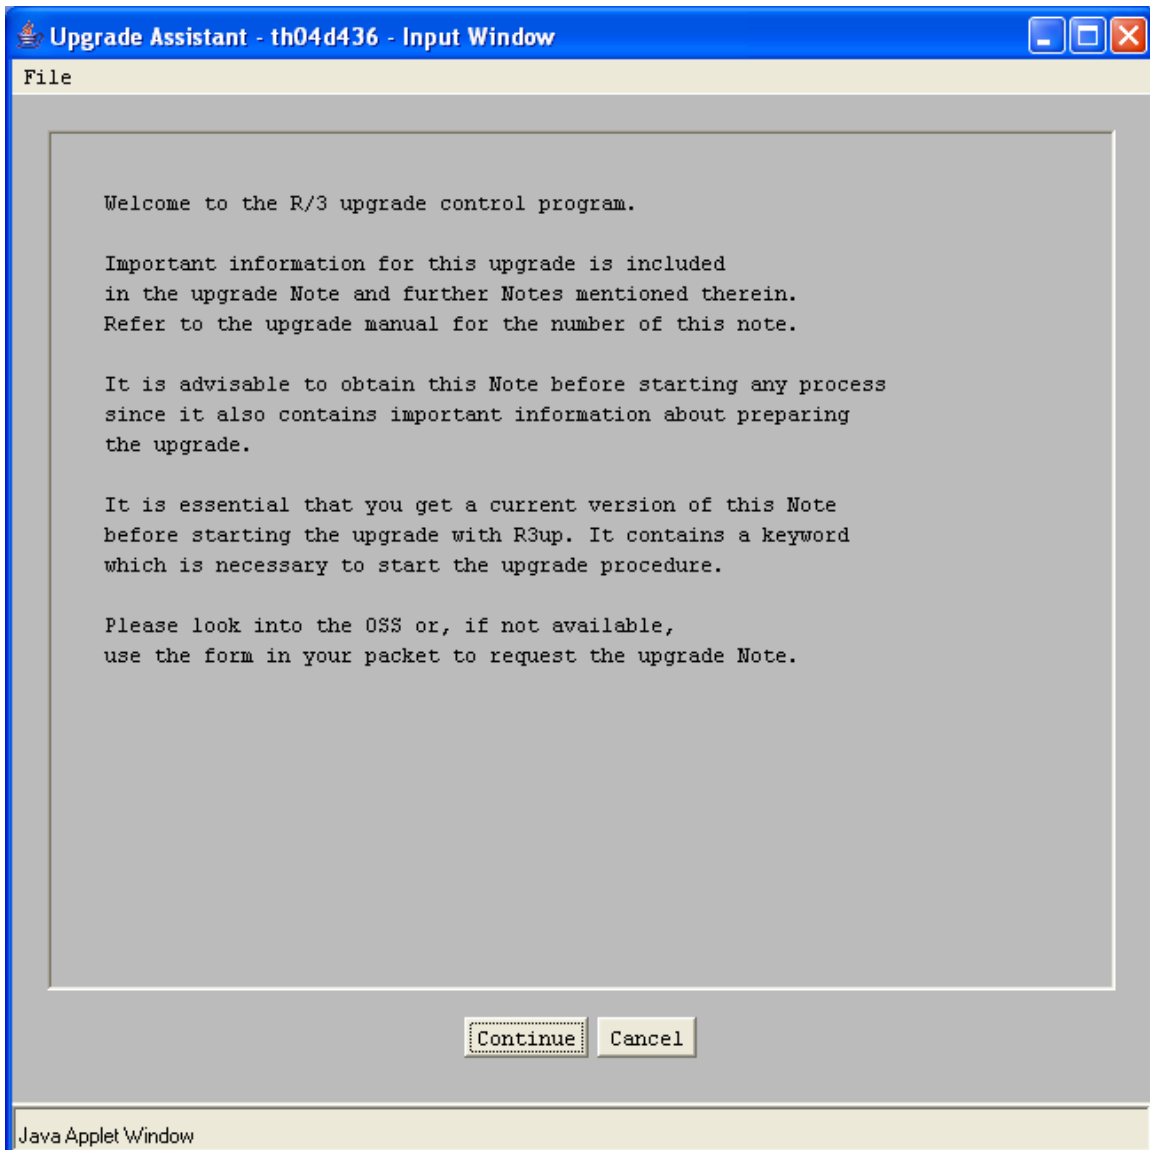 Upgrade Assistant - th04d436 - Input Window
File
Welcome to the R/3 upgrade control program.
Important information for this upgrade is included
in the upgrade Note and further Notes mentioned therein.
Refer to the upgrade manual for the number of this note.
It is advisable to obtain this Note before starting any process
since it also contains important information about preparing
the upgrade.
It is essential that you get a current version of this Note
before starting the upgrade with R3up. It contains a keyword
which is necessary to start the upgrade procedure.
Please look into the OSS or, if not available,
use the form in your packet to request the upgrade Note.
Continue Cancel
Java Applet Window